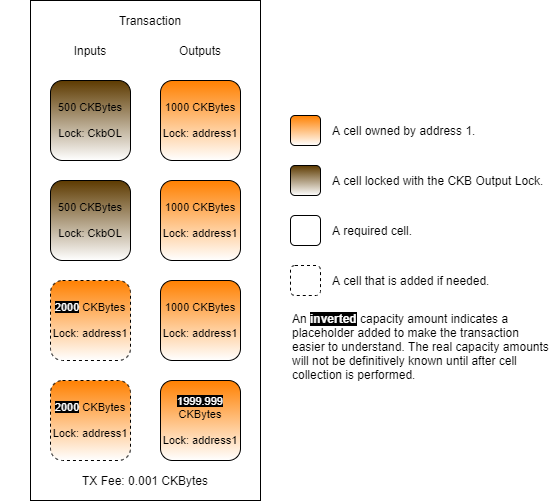 Transaction
Inputs
Outputs
500 CKBytes
Lock: CkbOL
1000 CKBytes
Lock: address1
500 CKBytes
Lock: CkbOL
1000 CKBytes
Lock: address1
2000 CKBytes
Lock: address1
1000 CKBytes
Lock: address1
2000 CKBytes
Lock: address1
1999.999
CKBytes
Lock: address1
TX Fee: 0.001 CKBytes
A cell owned by address 1.
A cell locked with the CKB Output Lock.
A required cell.
A cell that is added if needed.
An inverted capacity amount indicates a
placeholder added to make the transaction
easier to understand. The real capacity amounts
will not be definitively known until after cell
collection is performed.